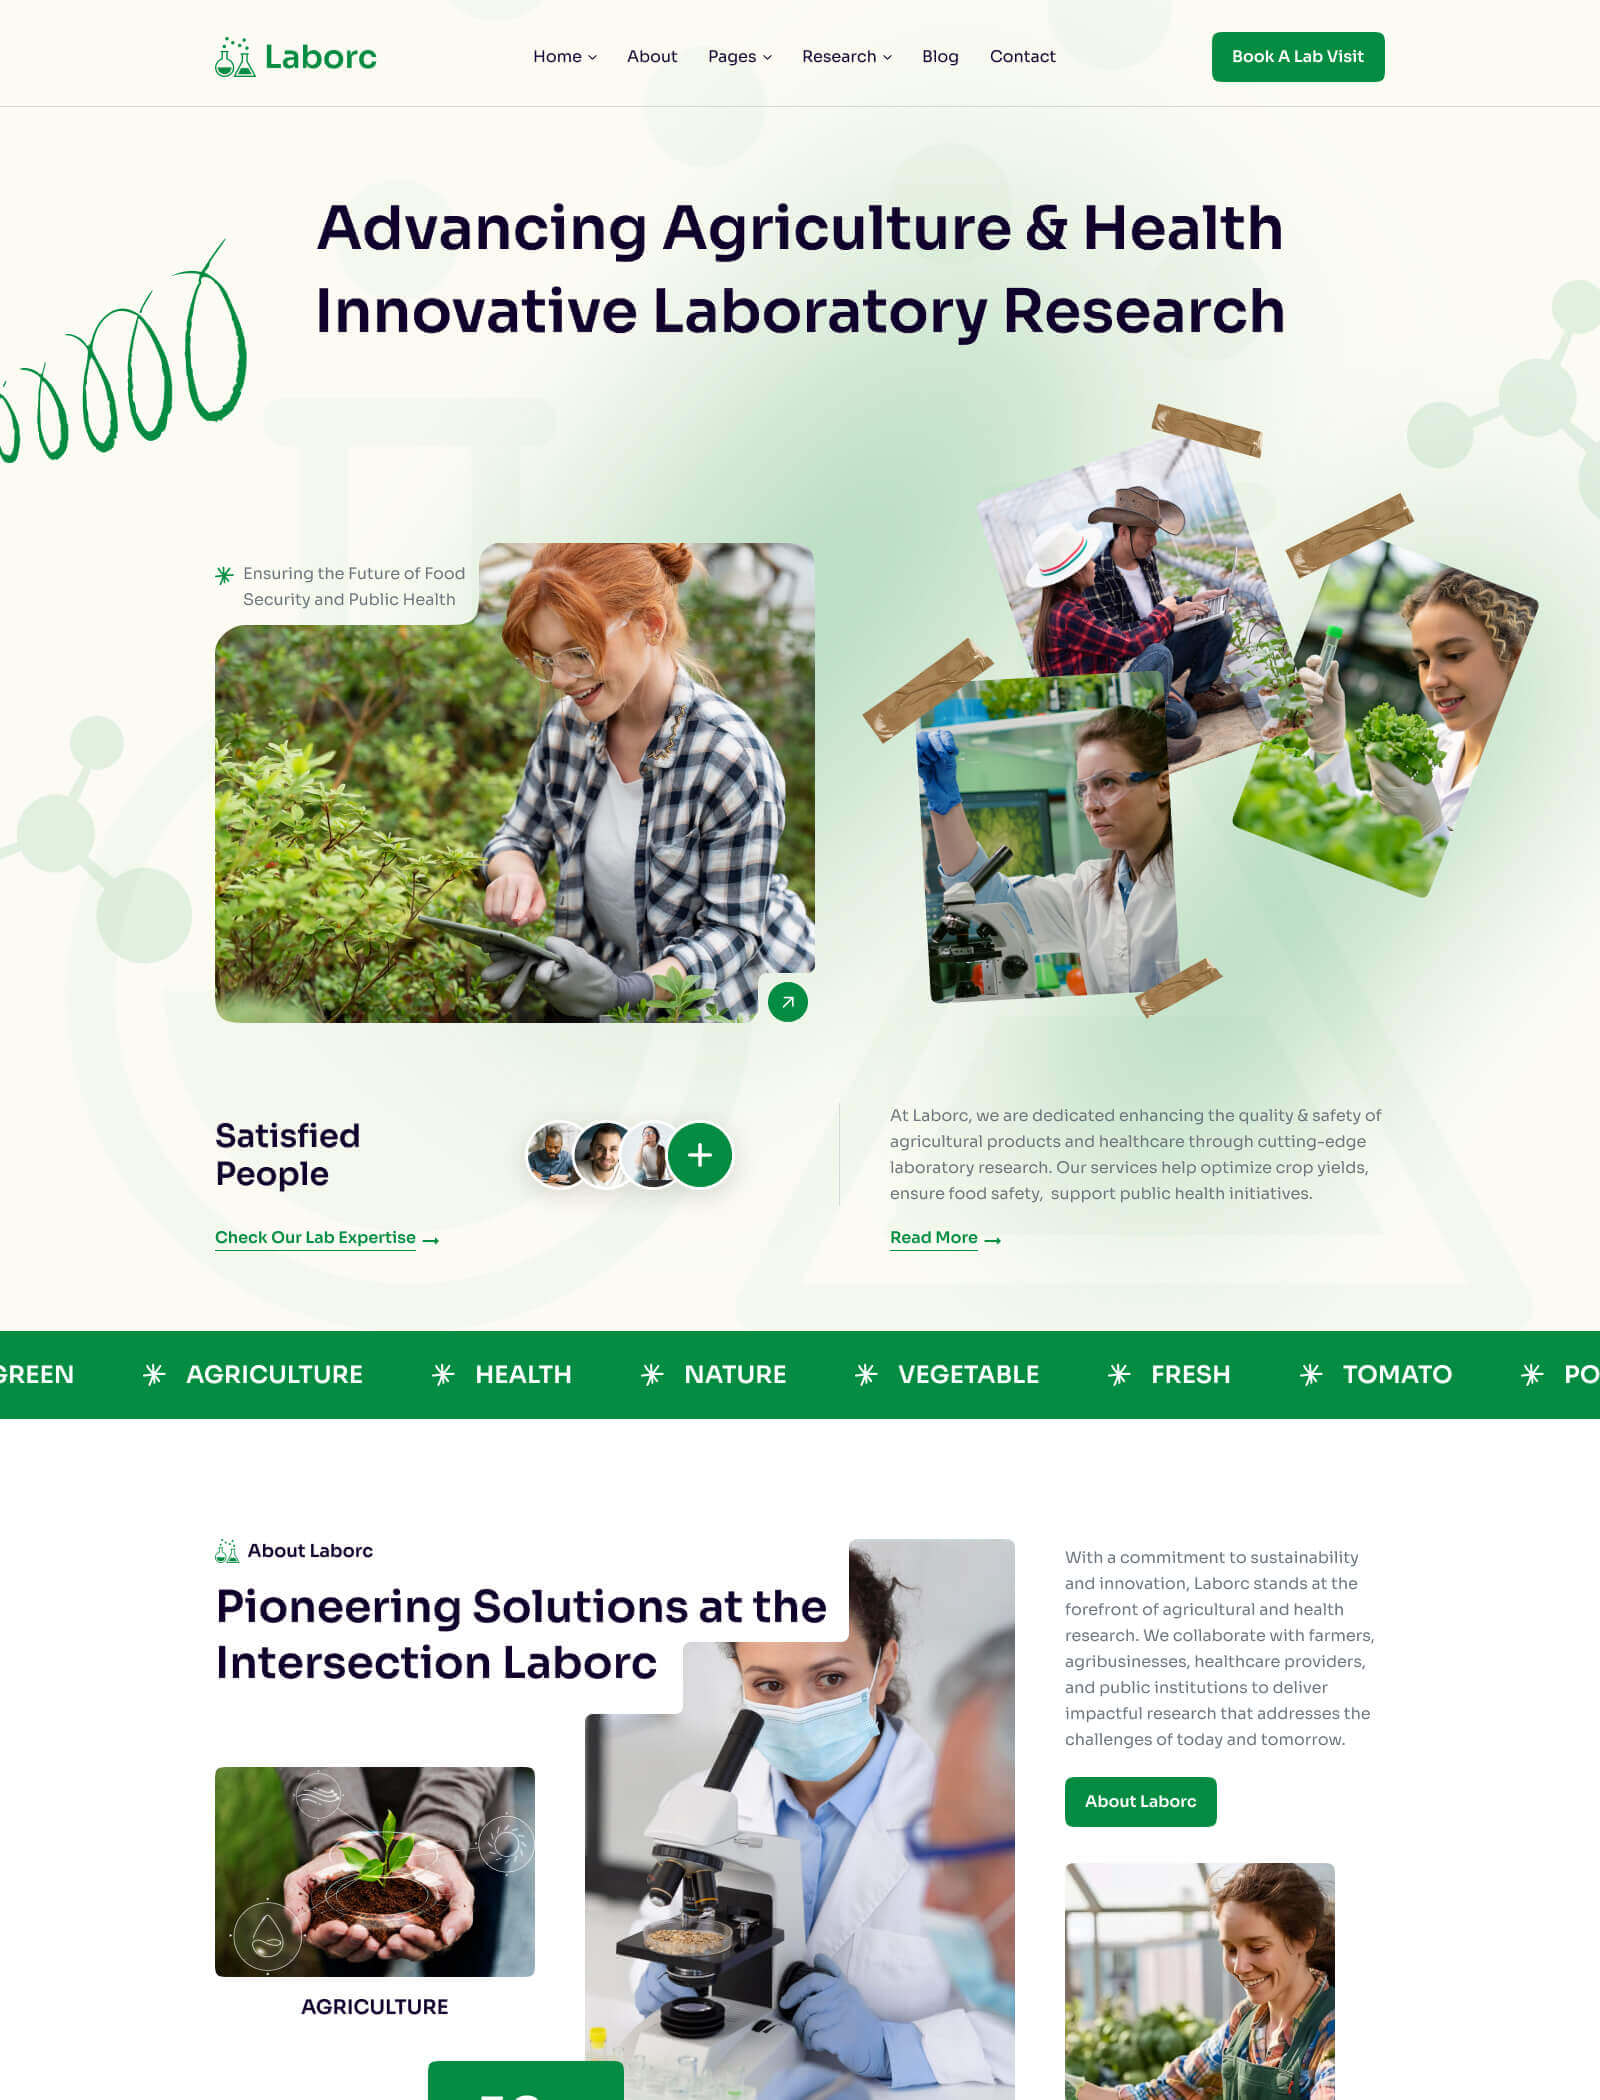 Laborc
Home
About
Pages
Research
Blog
Contact
Book A Lab Visit
Advancing Agriculture & Health
Innovative Laboratory Research
Ensuring the Future of Food
Security and Public Health
Satisfied
People
Check Our Lab Expertise
At Laborc, we are dedicated enhancing the quality & safety of
agricultural products and healthcare through cutting-edge
laboratory research. Our services help optimize crop yields,
ensure food safety, support public health initiatives.
Read More
GREEN AGRICULTURE HEALTH NATURE VEGETABLE FRESH TOMATO PO
About Laborc
Pioneering Solutions at the
Intersection Laborc
With a commitment to sustainability
and innovation, Laborc stands at the
forefront of agricultural and health
research. We collaborate with farmers,
agribusinesses, healthcare providers,
and public institutions to deliver
impactful research that addresses the
challenges of today and tomorrow.
About Laborc
AGRICULTURE